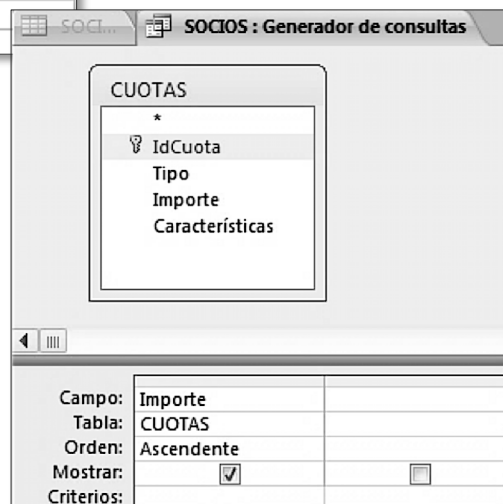 SOCI... SOCIOS : Generador de consultas
CUOTAS
*
IdCuota
Tipo
Importe
Características
Campo: Importe
Tabla: CUOTAS
Orden: Ascendente
Mostrar:
Criterios: